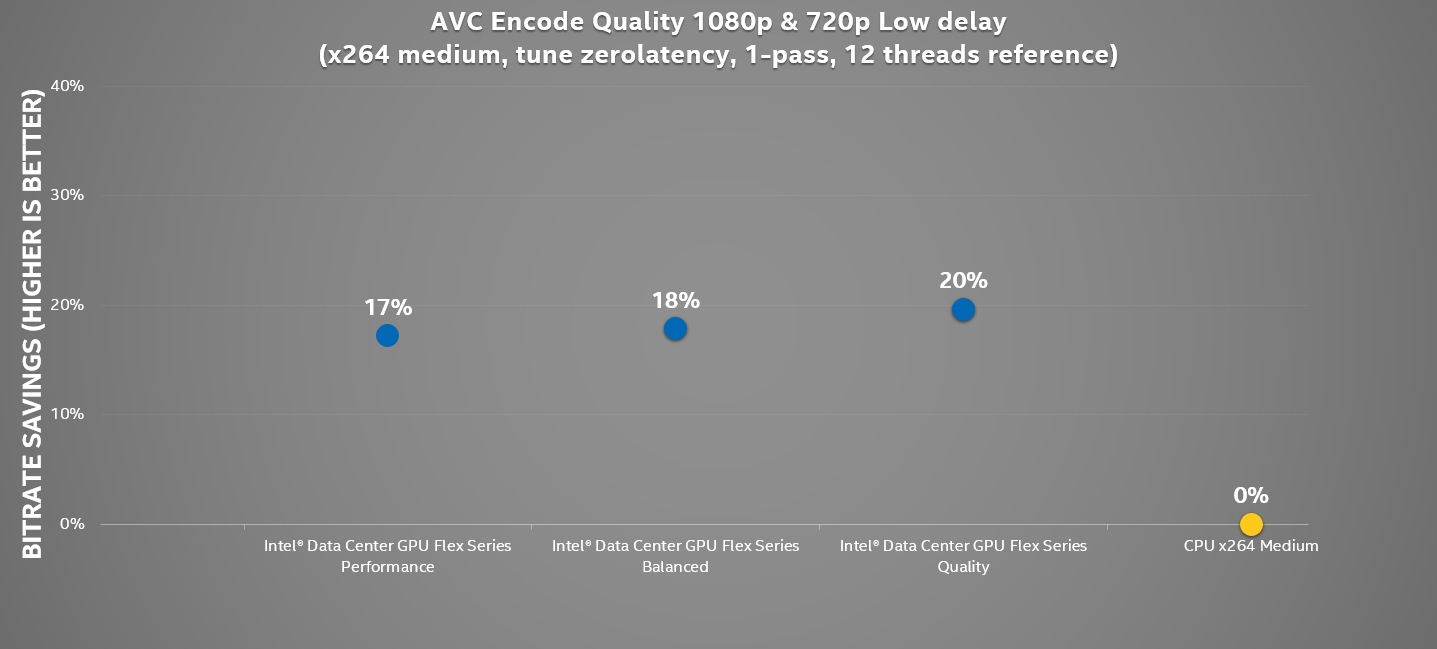 AVC Encode Quality 1080p & 720p Low delay
(x264 medium, tune zerolatency, 1-pass, 12 threads reference)
BITRATE SAVINGS (HIGHER IS BETTER)
40%
30%
20%
10%
0%
17%
18%
20%
0%
Intel® Data Center GPU Flex Series
Performance
Intel® Data Center GPU Flex Series
Balanced
Intel® Data Center GPU Flex Series
Quality
CPU x264 Medium